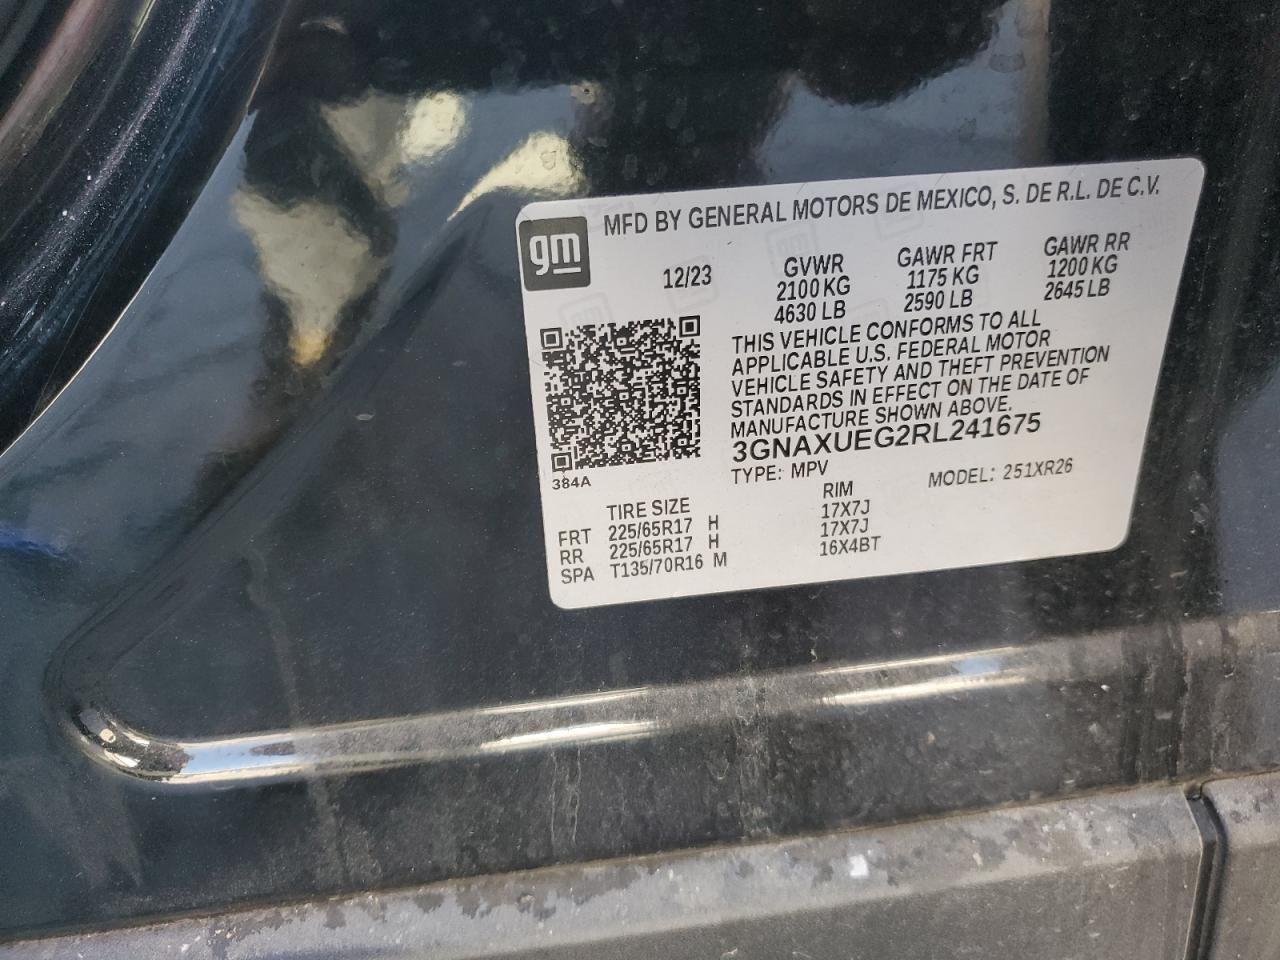 gm
MFD BY GENERAL MOTORS DE MEXICO, S. DE R.L. DE C.V.
12/23
GVWR
2100 KG
4630 LB
GAWR FRT
1175 KG
2590 LB
GAWR RR
1200 KG
2645 LB
THIS VEHICLE CONFORMS TO ALL
APPLICABLE U.S. FEDERAL MOTOR
VEHICLE SAFETY AND THEFT PREVENTION
STANDARDS IN EFFECT ON THE DATE OF
MANUFACTURE SHOWN ABOVE.
3GNAXUEG2RL241675
TYPE: MPV
MODEL: 251XR26
384A
TIRE SIZE
RIM
FRT 225/65R17 H 17X7J
RR 225/65R17 H 17X7J
SPA T135/70R16 M 16X4BT